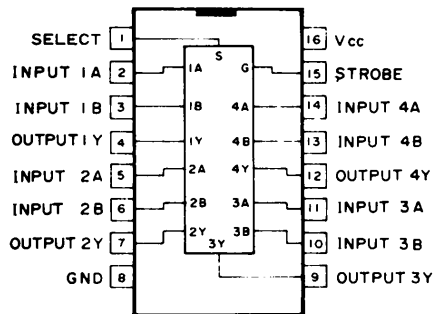 SELECT 1 S 16 Vcc
INPUT 1A 2 1A G 15 STROBE
INPUT 1B 3 1B 4A 14 INPUT 4A
OUTPUT 1Y 4 1Y 4B 13 INPUT 4B
INPUT 2A 5 2A 4Y 12 OUTPUT 4Y
INPUT 2B 6 2B 3A 11 INPUT 3A
OUTPUT 2Y 7 2Y 3B 10 INPUT 3B
GND 8 3Y 9 OUTPUT 3Y